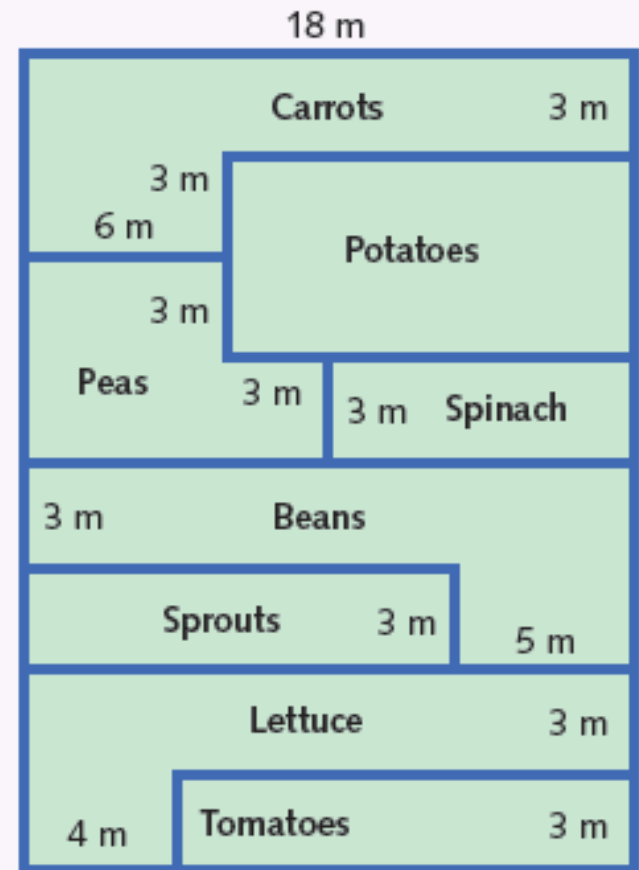 18 m
Carrots 3 m
3 m
6 m
Potatoes
3 m
Peas
3 m
3 m Spinach
3 m Beans
Sprouts 3 m
5 m
Lettuce 3 m
4 m
Tomatoes 3 m